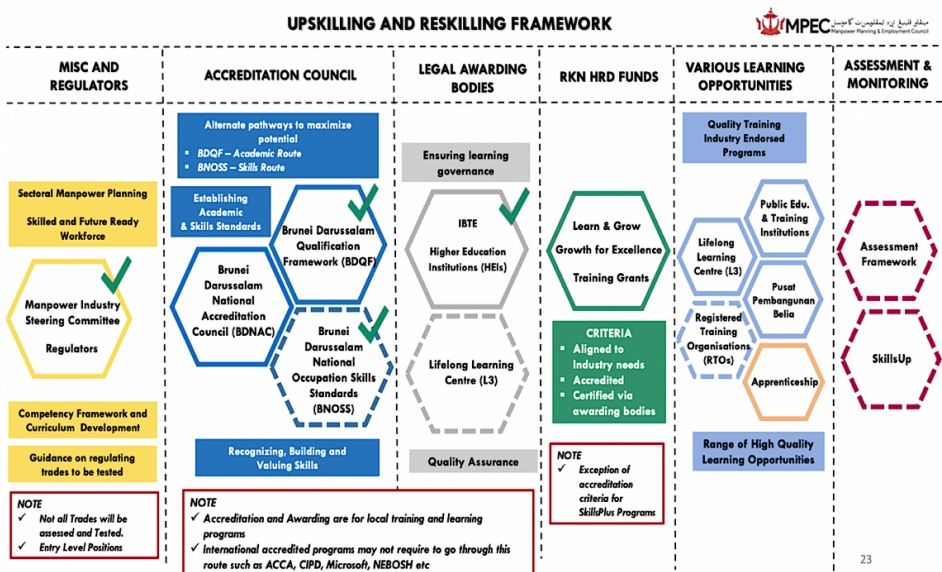 UPSKILLING AND RESKILLING FRAMEWORK
MPEC
Manpower Planning & Employment Council
MISC AND
REGULATORS
Sectoral Manpower Planning
Skilled and Future Ready
Workforce
Manpower Industry
Steering Committee
Regulators
Competency Framework and
Curriculum Development
Guidance on regulating
trades to be tested
NOTE
✓ Not all Trades will be
assessed and Tested.
✓ Entry Level Positions
ACCREDITATION COUNCIL
Alternate pathways to maximize
potential
▪ BDQF – Academic Route
▪ BNOSS – Skills Route
Establishing
Academic
& Skills Standards
Brunei Darussalam
Qualification
Framework (BDQF)
Brunei
Darussalam
National
Accreditation
Council (BDNAC)
Brunei
Darussalam
National
Occupation Skills
Standards
(BNOSS)
Recognizing, Building and
Valuing Skills
NOTE
✓ Accreditation and Awarding are for local training and learning
programs
✓ International accredited programs may not require to go through this
route such as ACCA, CIPD, Microsoft, NEBOSH etc
LEGAL AWARDING
BODIES
Ensuring learning
governance
IBTE
Higher Education
Institutions (HEIs)
Lifelong Learning
Centre (L3)
Quality Assurance
RKN HRD FUNDS
Learn & Grow
Growth for Excellence
Training Grants
CRITERIA
▪ Aligned to
Industry needs
▪ Accredited
▪ Certified via
awarding bodies
NOTE
✓ Exception of
accreditation
criteria for
SkillsPlus Programs
VARIOUS LEARNING
OPPORTUNITIES
Quality Training
Industry Endorsed
Programs
Public Edu.
& Training
Institutions
Lifelong
Learning
Centre (L3)
Pusat
Pembangunan
Belia
Registered
Training
Organisations
(RTOs)
Apprenticeship
Range of High Quality
Learning Opportunities
ASSESSMENT &
MONITORING
Assessment
Framework
SkillsUp
23